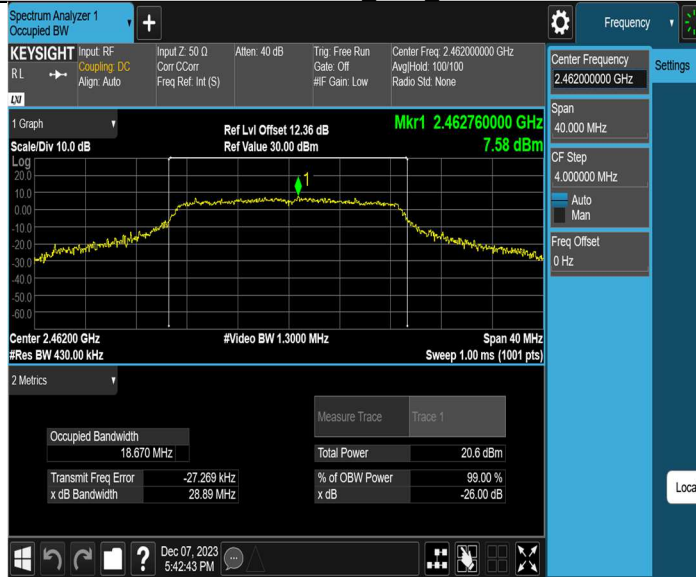 Spectrum Analyzer 1
Occupied BW
Frequency
KEYSIGHT
RL
LXI
Input: RF
Coupling: DC
Align: Auto
Input Z: 50 Ω
Corr CCorr
Freq Ref: Int (S)
Atten: 40 dB
Trig: Free Run
Gate: Off
#IF Gain: Low
Center Freq: 2.462000000 GHz
Avg|Hold: 100/100
Radio Std: None
Center Frequency
2.462000000 GHz
Settings
Span
40.000 MHz
CF Step
4.000000 MHz
Auto
Man
Freq Offset
0 Hz
Local
1 Graph
Scale/Div 10.0 dB
Ref Lvl Offset 12.36 dB
Ref Value 30.00 dBm
Mkr1 2.462760000 GHz
7.58 dBm
Log
20.0
10.0
0.00
-10.0
-20.0
-30.0
-40.0
-50.0
-60.0
1
Center 2.46200 GHz
#Res BW 430.00 kHz
#Video BW 1.3000 MHz
Span 40 MHz
Sweep 1.00 ms (1001 pts)
2 Metrics
Measure Trace Trace 1
Occupied Bandwidth
18.670 MHz
Total Power 20.6 dBm
Transmit Freq Error -27.269 kHz
% of OBW Power 99.00 %
x dB Bandwidth 28.89 MHz
x dB -26.00 dB
?
Dec 07, 2023
5:42:43 PM